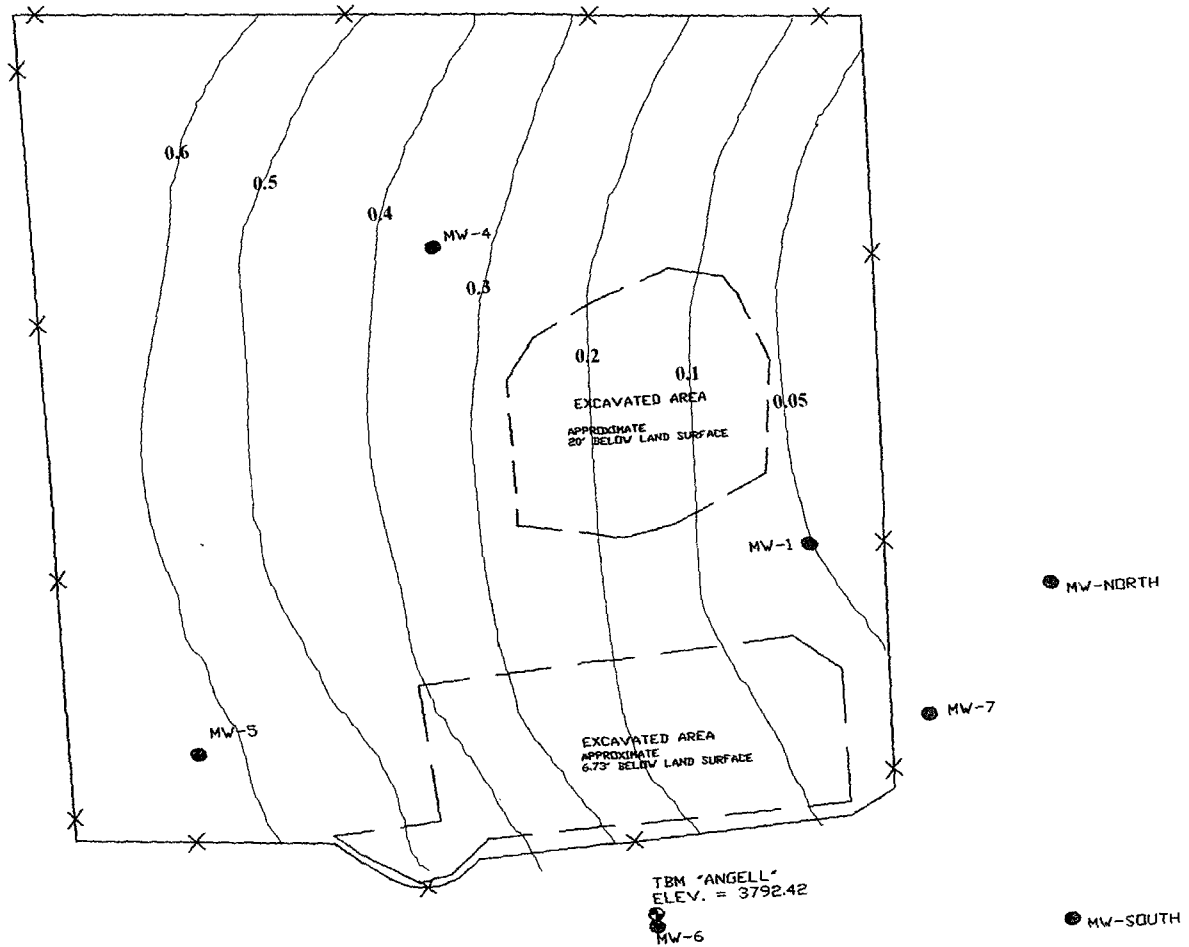 0.6
0.5
0.4
MW-4
0.3
0.2
0.1
0.05
EXCAVATED AREA
APPROXIMATE
20' BELOW LAND SURFACE
MW-1
MW-NORTH
MW-7
MW-5
EXCAVATED AREA
APPROXIMATE
6.73' BELOW LAND SURFACE
TBM "ANGELL"
ELEV. = 3792.42
MW-6
MW-SOUTH